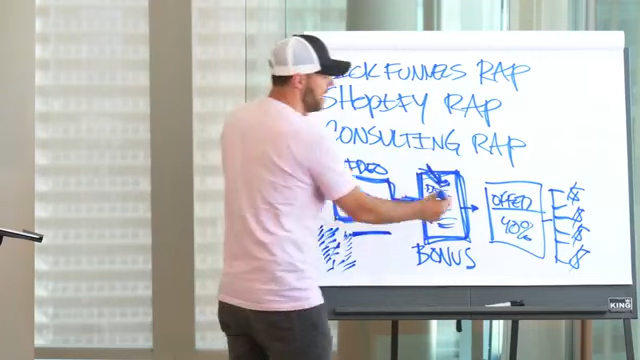 FUNNELS RAP
SHOPIFY RAP
CONSULTING RAP
OFFER
40%
$
$
$
$
BONUS
KING